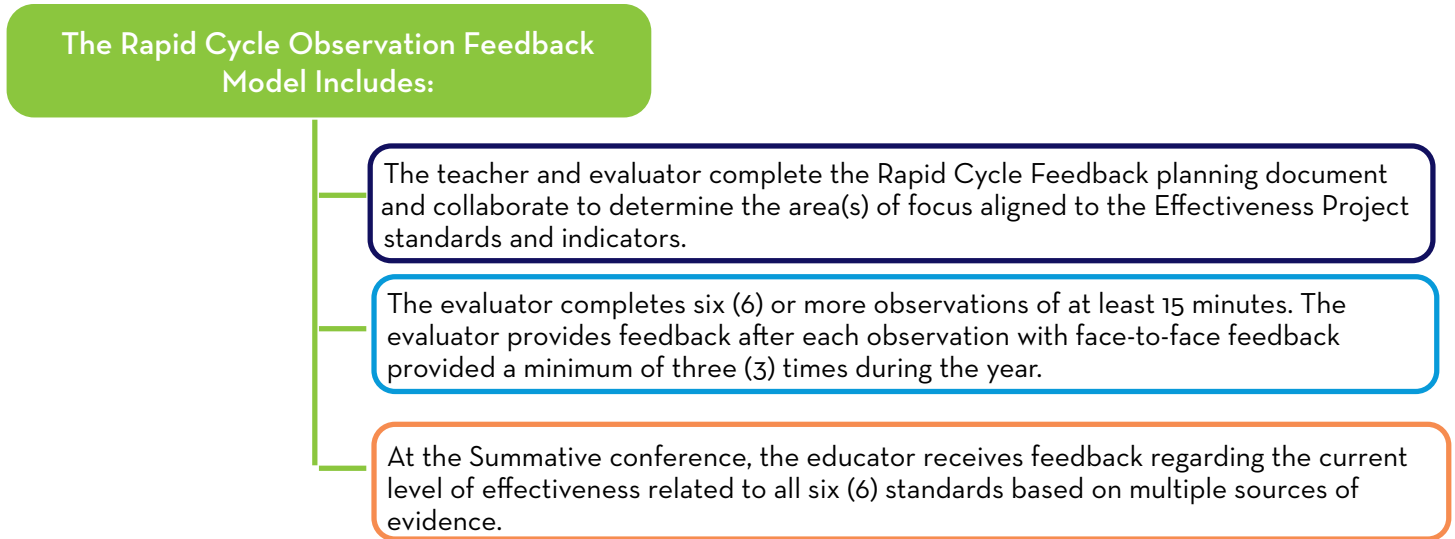 The Rapid Cycle Observation Feedback
Model Includes:
The teacher and evaluator complete the Rapid Cycle Feedback planning document
and collaborate to determine the area(s) of focus aligned to the Effectiveness Project
standards and indicators.
The evaluator completes six (6) or more observations of at least 15 minutes. The
evaluator provides feedback after each observation with face-to-face feedback
provided a minimum of three (3) times during the year.
At the Summative conference, the educator receives feedback regarding the current
level of effectiveness related to all six (6) standards based on multiple sources of
evidence.